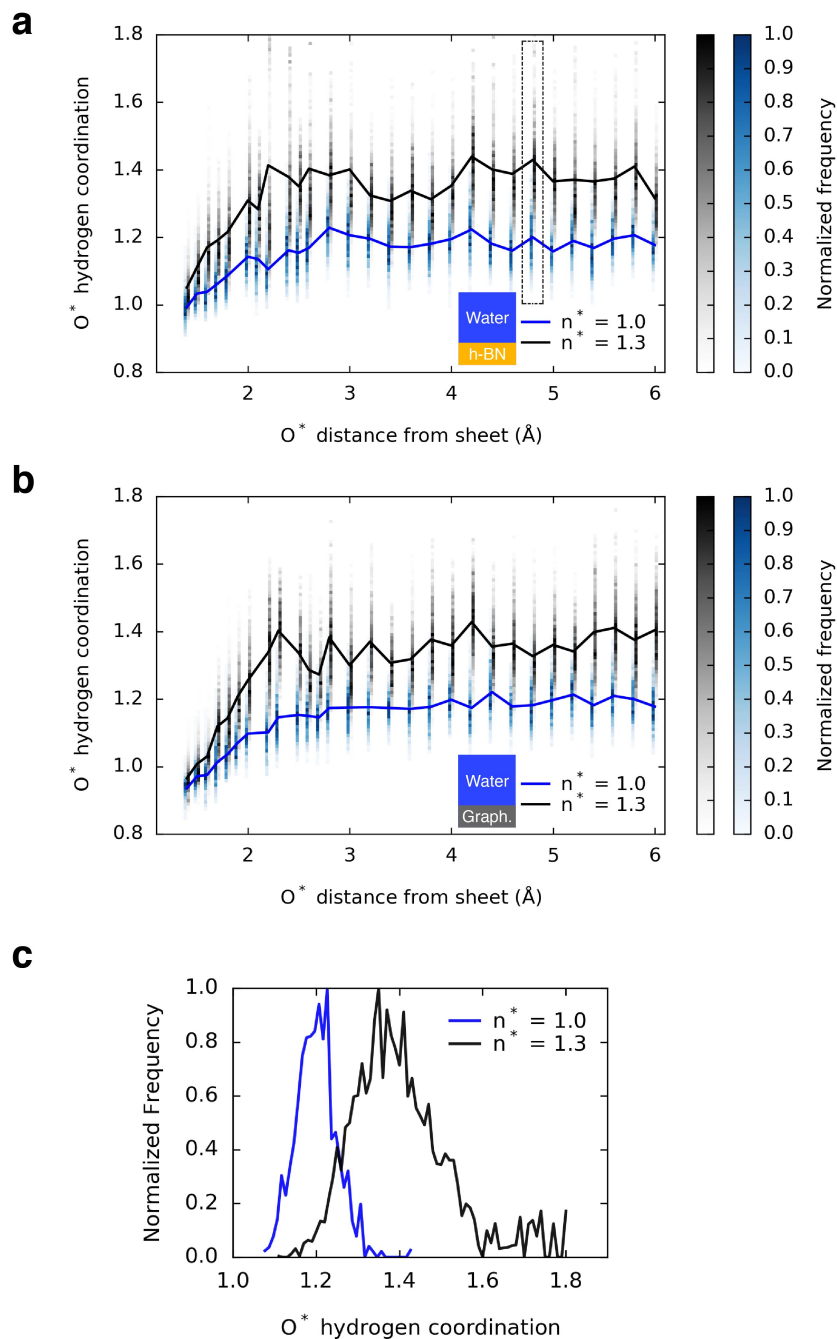 a
1.8
1.6
1.4
1.2
1.0
0.8
O* hydrogen coordination
2 3 4 5 6
O* distance from sheet (Å)
Water
h-BN
n* = 1.0
n* = 1.3
1.0
0.9
0.8
0.7
0.6
0.5
0.4
0.3
0.2
0.1
0.0
Normalized frequency
b
1.8
1.6
1.4
1.2
1.0
0.8
O* hydrogen coordination
2 3 4 5 6
O* distance from sheet (Å)
Water
Graph.
n* = 1.0
n* = 1.3
1.0
0.9
0.8
0.7
0.6
0.5
0.4
0.3
0.2
0.1
0.0
Normalized frequency
c
1.0
0.8
0.6
0.4
0.2
0.0
Normalized Frequency
n* = 1.0
n* = 1.3
1.0 1.2 1.4 1.6 1.8
O* hydrogen coordination